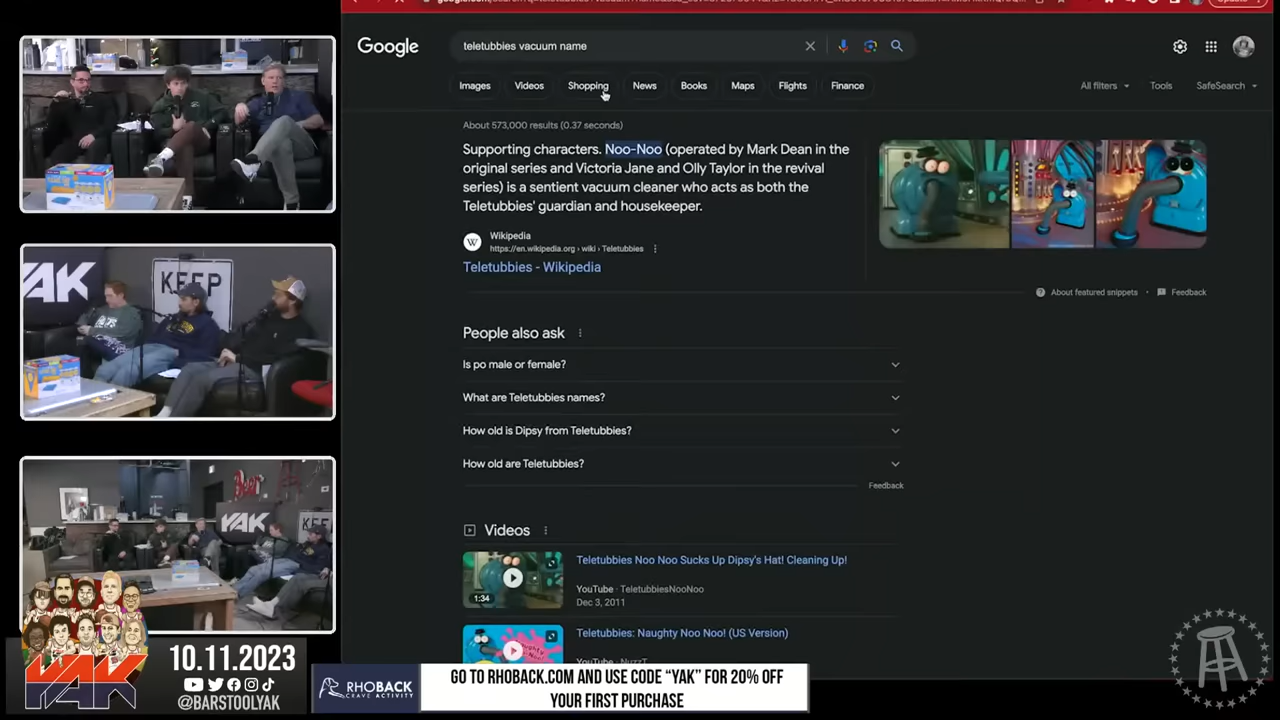 Google
teletubbies vacuum name
Images
Videos
Shopping
News
Books
Maps
Flights
Finance
All filters
Tools
SafeSearch
About 573,000 results (0.37 seconds)
Supporting characters. Noo-Noo (operated by Mark Dean in the
original series and Victoria Jane and Olly Taylor in the revival
series) is a sentient vacuum cleaner who acts as both the
Teletubbies' guardian and housekeeper.
W
Wikipedia
https://en.wikipedia.org › wiki › Teletubbies
Teletubbies - Wikipedia
About featured snippets
Feedback
People also ask
Is po male or female?
What are Teletubbies names?
How old is Dipsy from Teletubbies?
How old are Teletubbies?
Feedback
Videos
1:34
Teletubbies Noo Noo Sucks Up Dipsy's Hat! Cleaning Up!
YouTube · TeletubbiesNooNoo
Dec 3, 2011
Teletubbies: Naughty Noo Noo! (US Version)
YouTube · NuzzT
YAK
KEEP
Beer
YAK
KEEP
YAK
10.11.2023
@BARSTOOLYAK
RHOBACK
CRAVE ACTIVITY
GO TO RHOBACK.COM AND USE CODE “YAK” FOR 20% OFF
YOUR FIRST PURCHASE